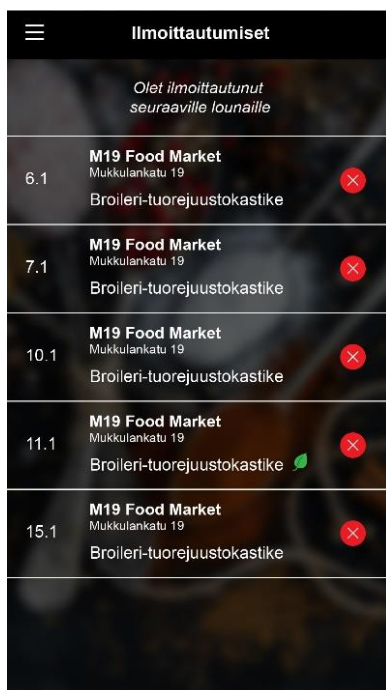 Ilmoittautumiset
Olet ilmoittautunut
seuraaville lounaille
6.1
M19 Food Market
Mukkulankatu 19
Broileri-tuorejuustokastike
7.1
M19 Food Market
Mukkulankatu 19
Broileri-tuorejuustokastike
10.1
M19 Food Market
Mukkulankatu 19
Broileri-tuorejuustokastike
11.1
M19 Food Market
Mukkulankatu 19
Broileri-tuorejuustokastike
15.1
M19 Food Market
Mukkulankatu 19
Broileri-tuorejuustokastike